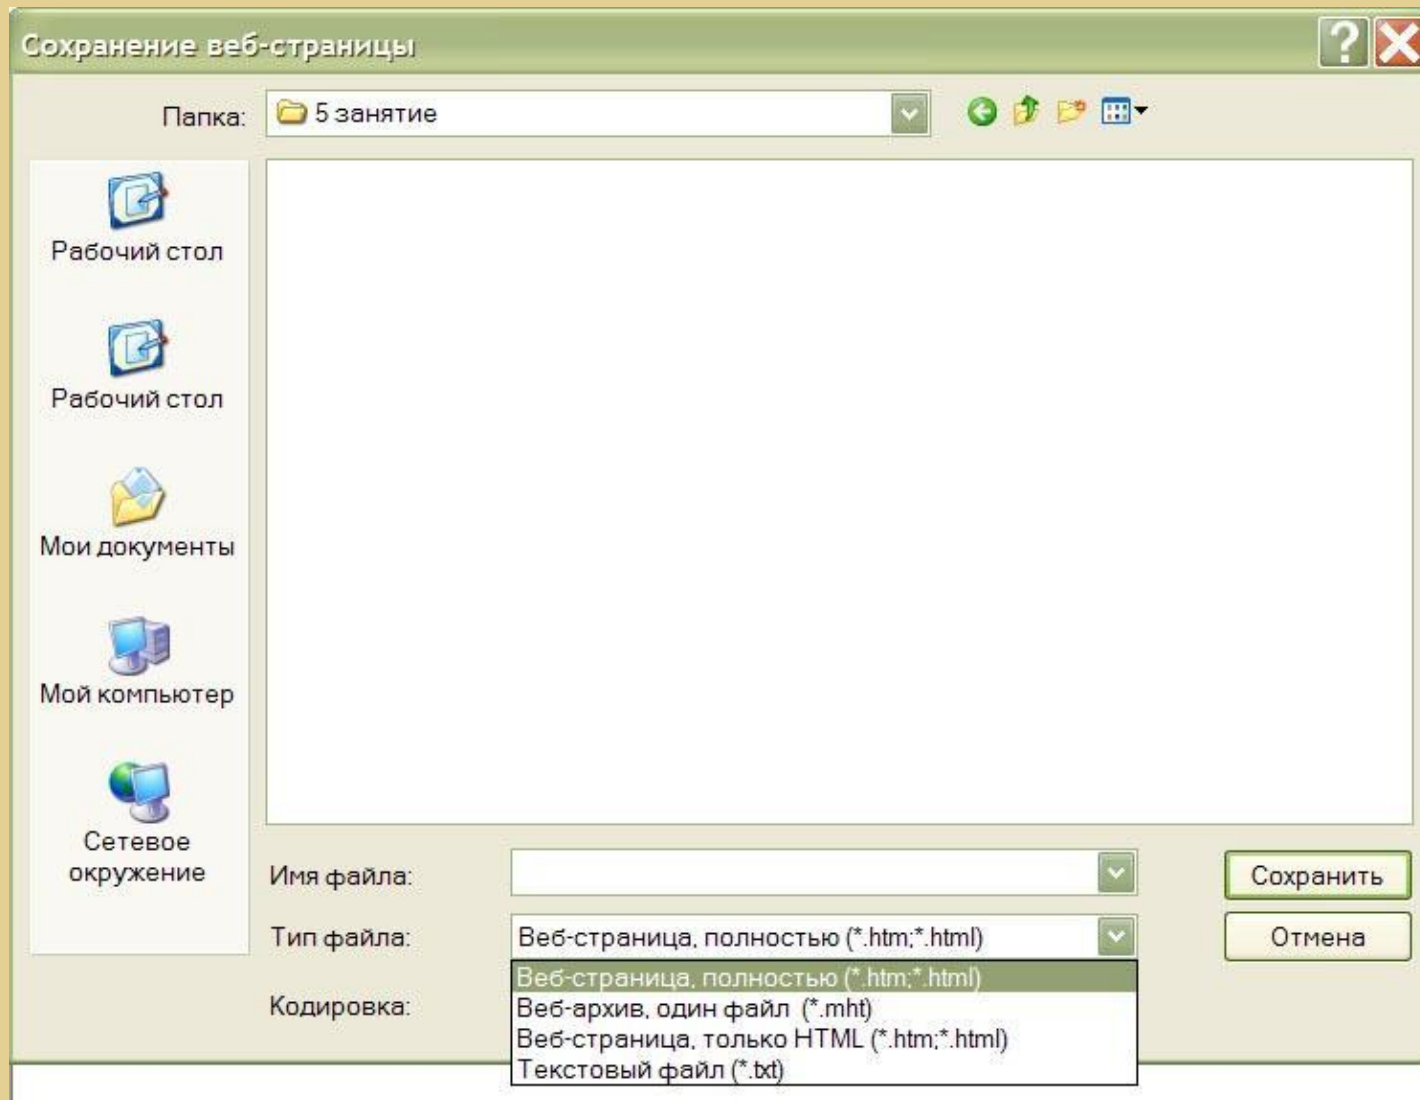 Сохранение веб-страницы
Папка:
5 занятие
Рабочий стол
Рабочий стол
Мои документы
Мой компьютер
Сетевое
окружение
Имя файла:
Сохранить
Тип файла:
Веб-страница, полностью (*.htm;*.html)
Отмена
Веб-страница, полностью (*.htm;*.html)
Кодировка:
Веб-архив, один файл (*.mht)
Веб-страница, только HTML (*.htm;*.html)
Текстовый файл (*.txt)